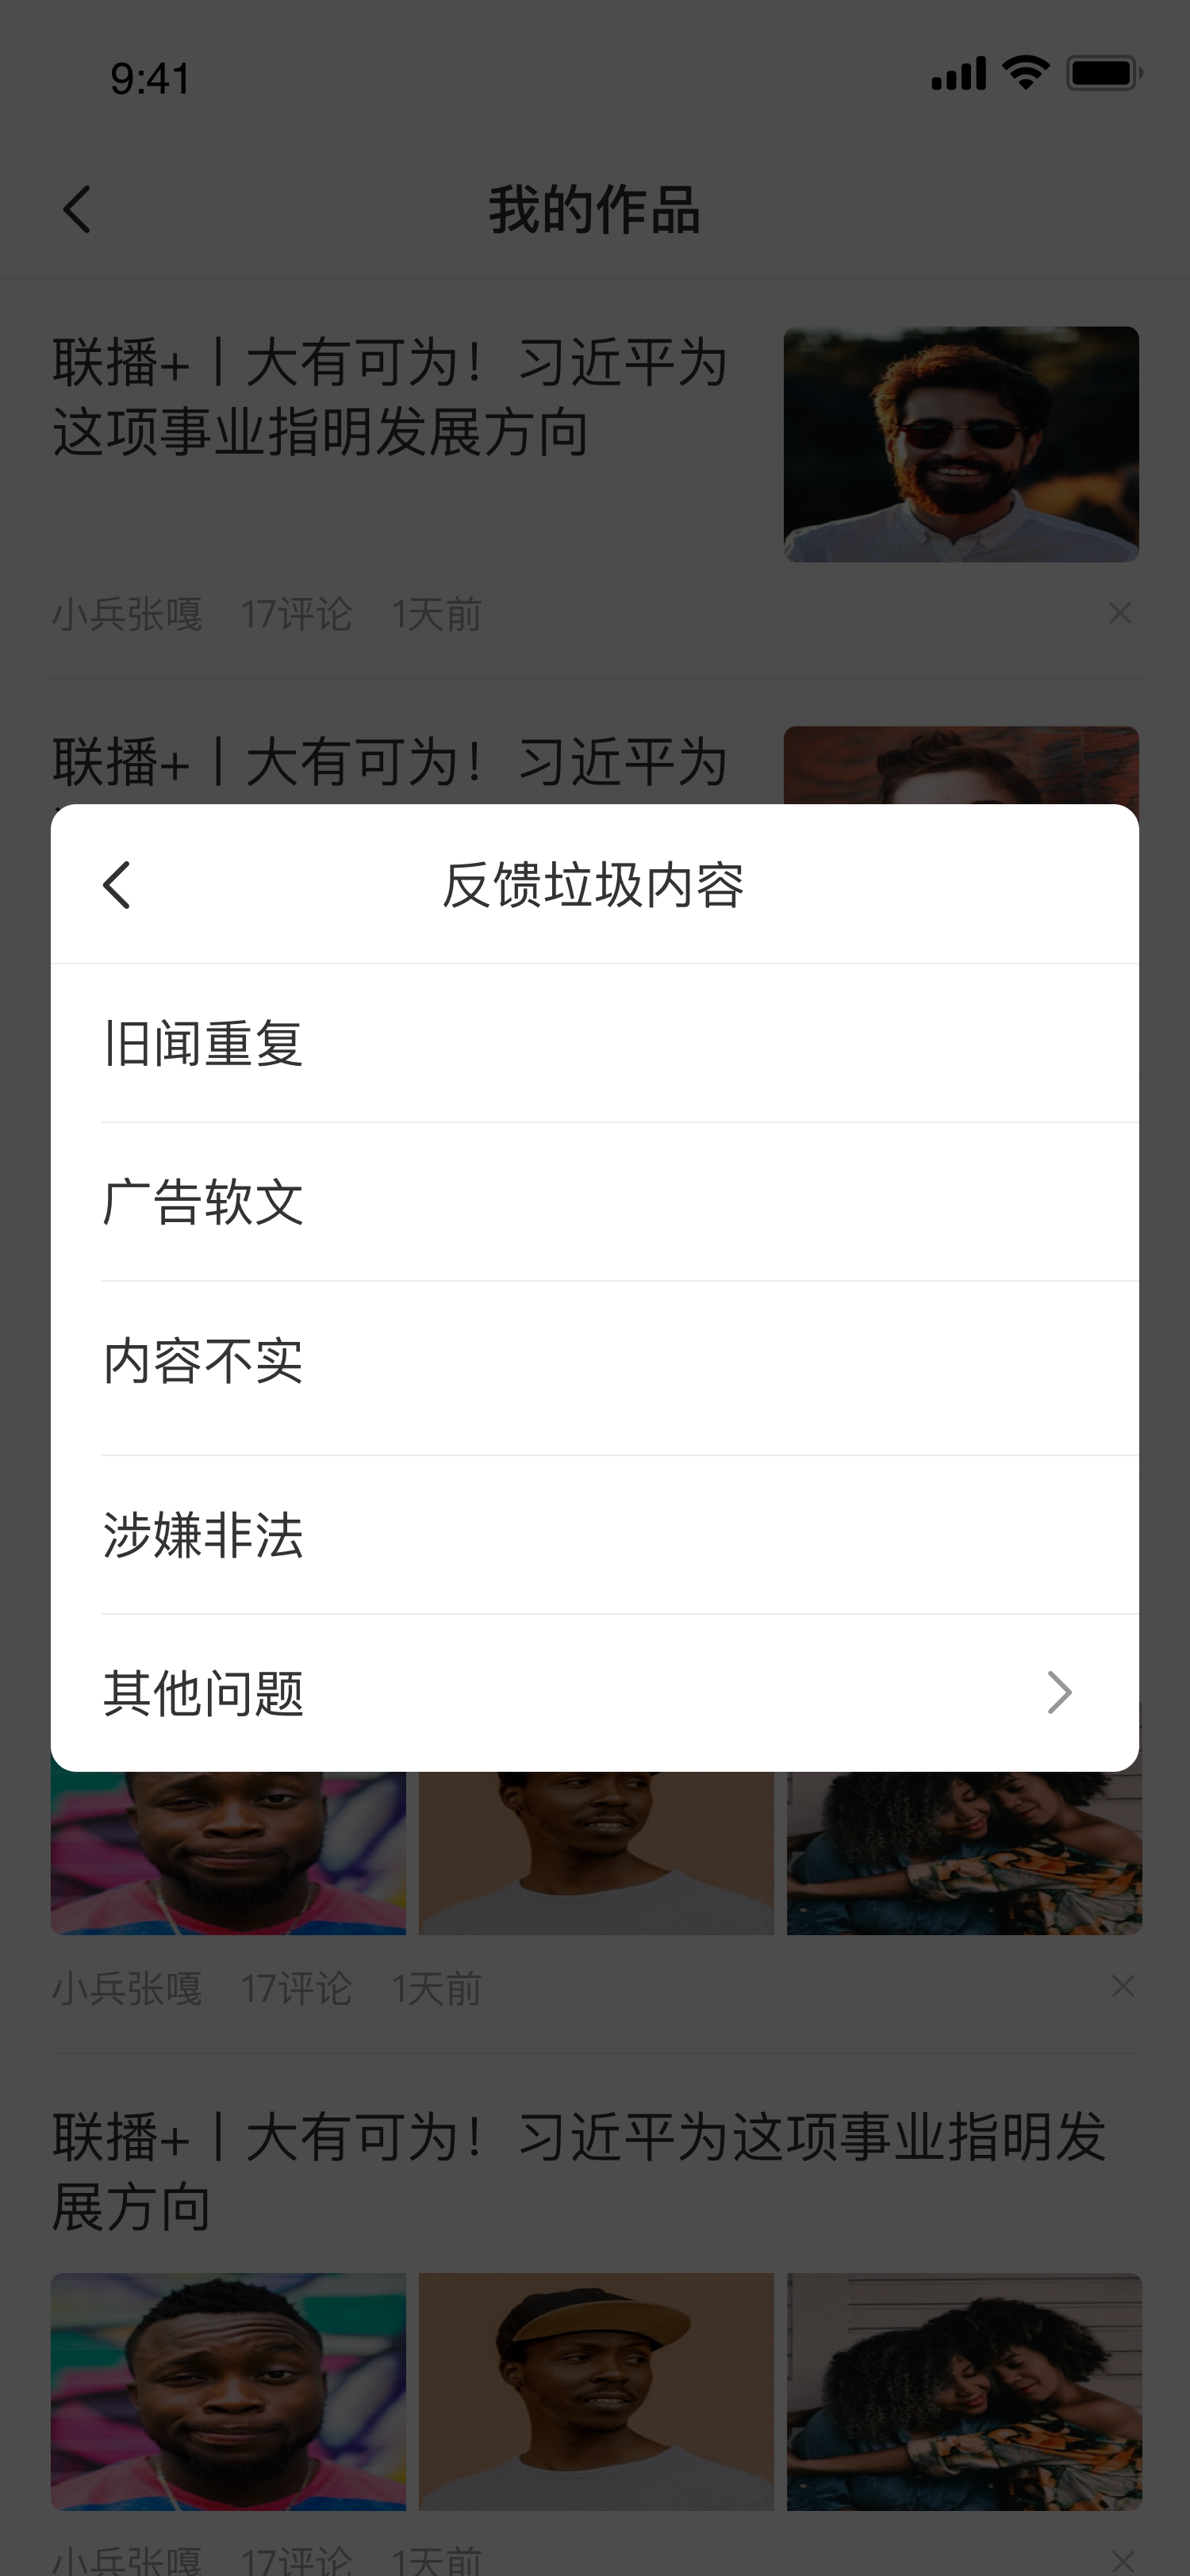 9:41
我的作品
联播+丨大有可为！习近平为
这项事业指明发展方向
小兵张嘎 17评论 1天前
联播+丨大有可为！习近平为
反馈垃圾内容
旧闻重复
广告软文
内容不实
涉嫌非法
其他问题
小兵张嘎 17评论 1天前
联播+丨大有可为！习近平为这项事业指明发
展方向
小兵张嘎 17评论 1天前